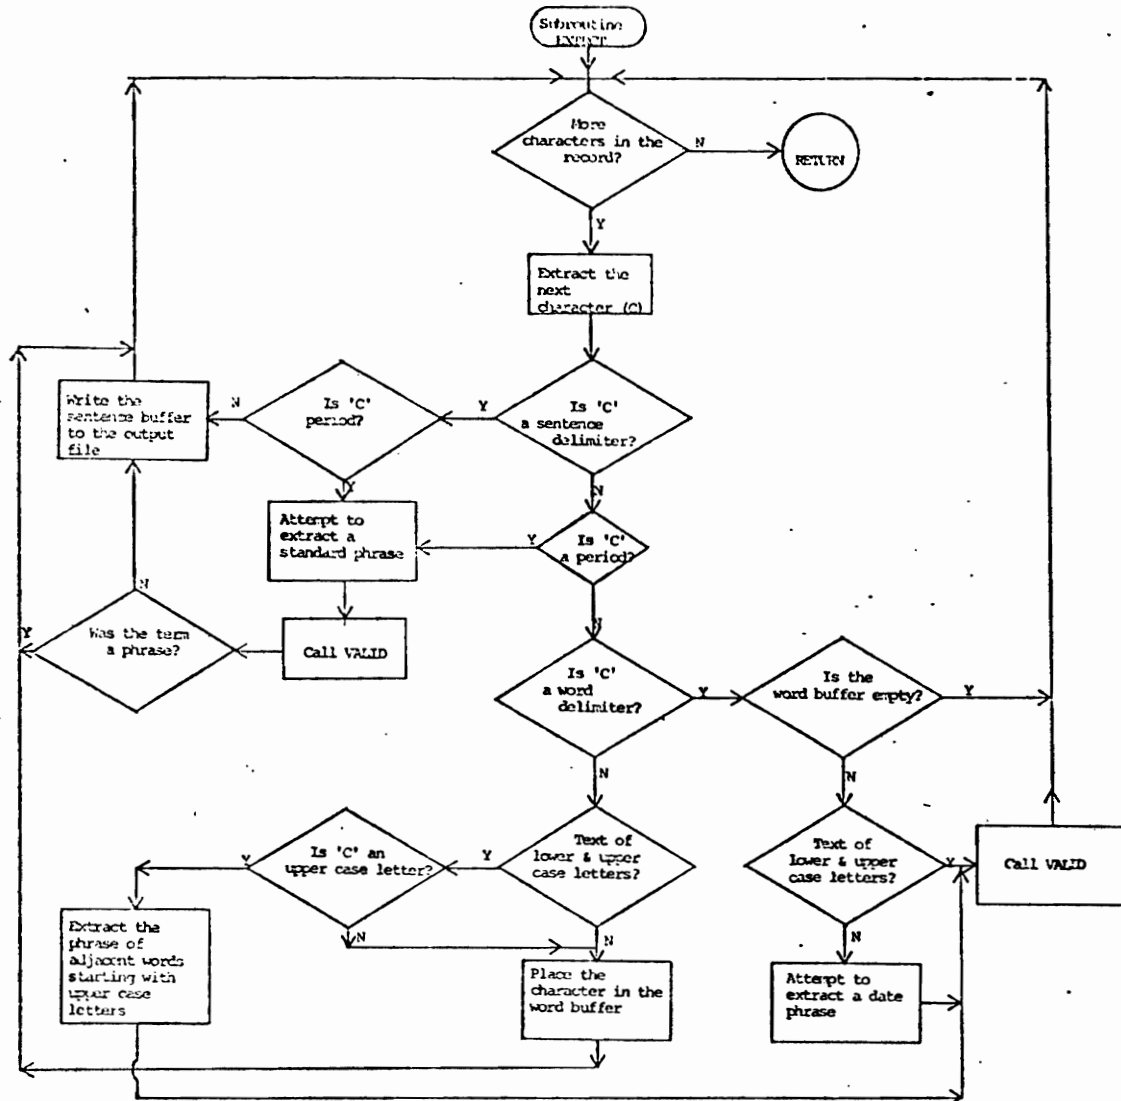 Subroutine
EXTRCT
More
characters in the
record?
N
RETURN
Y
Extract the
next
character (C)
Write the
sentence buffer
to the output
file
N
Is 'C'
period?
Y
Is 'C'
a sentence
delimiter?
Y
N
Attempt to
extract a
standard phrase
Y
Is 'C'
a period?
N
N
Y
Was the term
a phrase?
Call VALID
Is 'C'
a word
delimiter?
Y
Is the
word buffer empty?
Y
N
N
Y
Is 'C' an
upper case letter?
Y
Text of
lower & upper
case letters?
Text of
lower & upper
case letters?
Y
Call VALID
N
N
N
Extract the
phrase of
adjacent words
starting with
upper case
letters
Place the
character in the
word buffer
Attempt to
extract a date
phrase